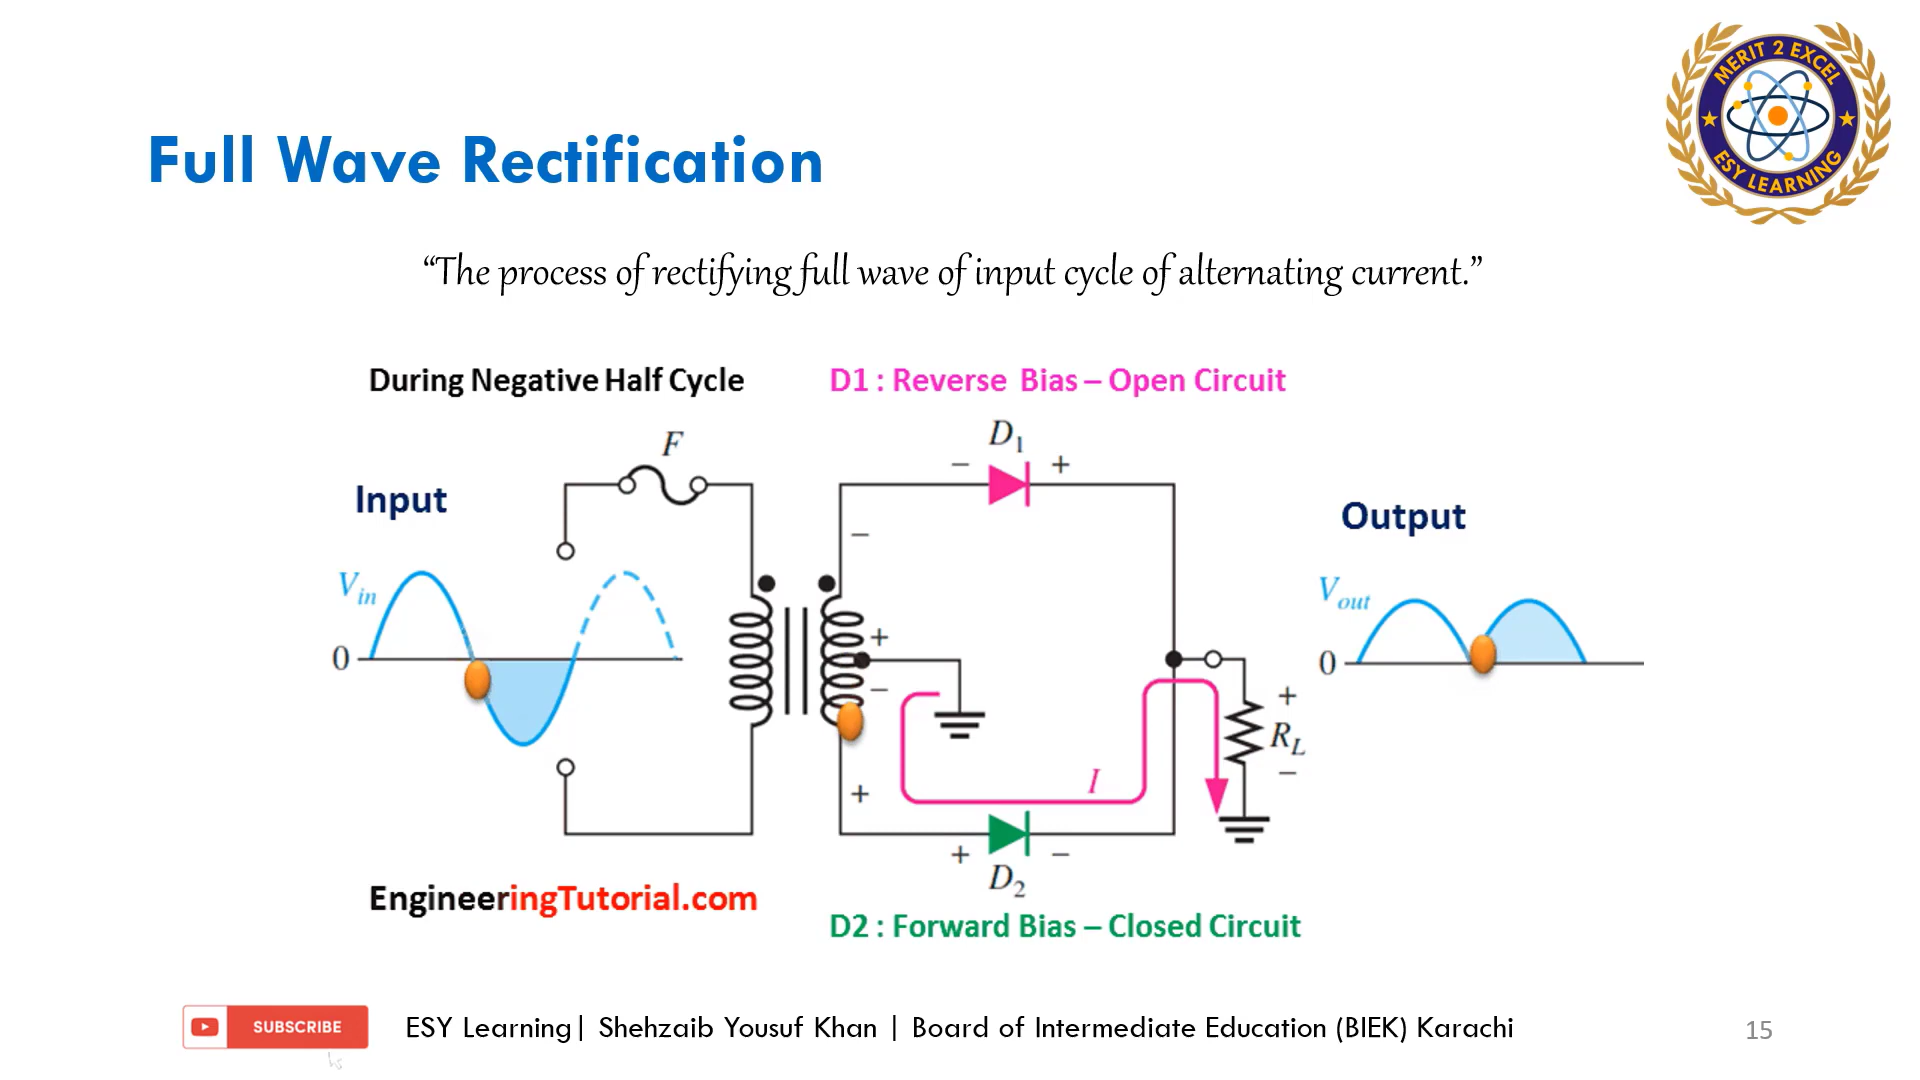 MERIT 2 EXCEL
ESY LEARNING
Full Wave Rectification
“The process of rectifying full wave of input cycle of alternating current.”
During Negative Half Cycle
D1 : Reverse Bias – Open Circuit
F
D1
− +
Input
Output
−
Vin
Vout
+
0
0
−
+
RL
−
I
+
+ −
D2
EngineeringTutorial.com
D2 : Forward Bias – Closed Circuit
SUBSCRIBE
ESY Learning| Shehzaib Yousuf Khan | Board of Intermediate Education (BIEK) Karachi
15